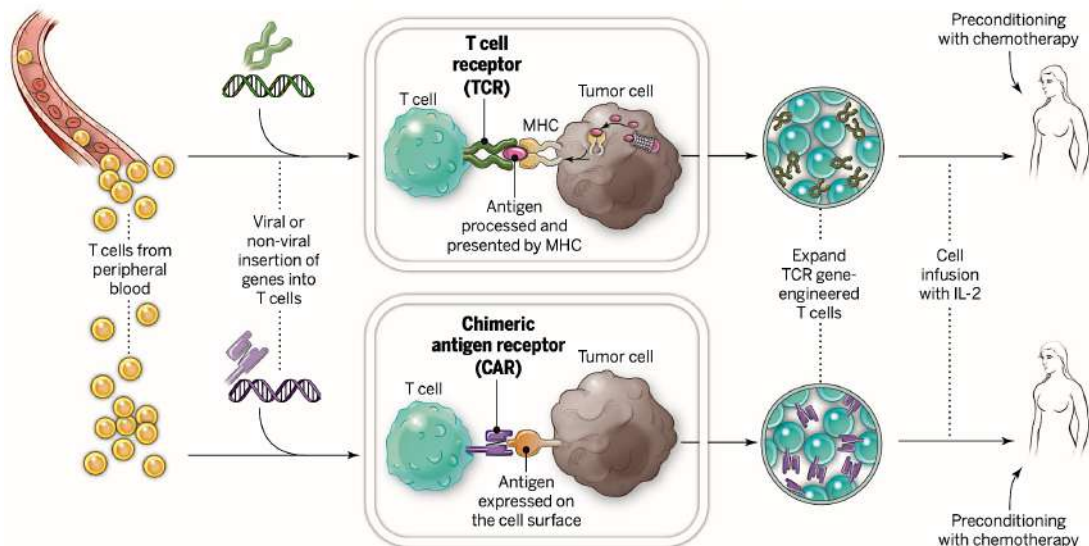 Preconditioning
with chemotherapy
T cell
receptor
(TCR)
T cell
MHC
Tumor cell
Antigen
processed and
presented by MHC
T cells from
peripheral
blood
Viral or
non-viral
insertion of
genes into
T cells
Expand
TCR gene-
engineered
T cells
Cell
infusion
with IL-2
Chimeric
antigen receptor
(CAR)
T cell
Tumor cell
Antigen
expressed on
the cell surface
Preconditioning
with chemotherapy